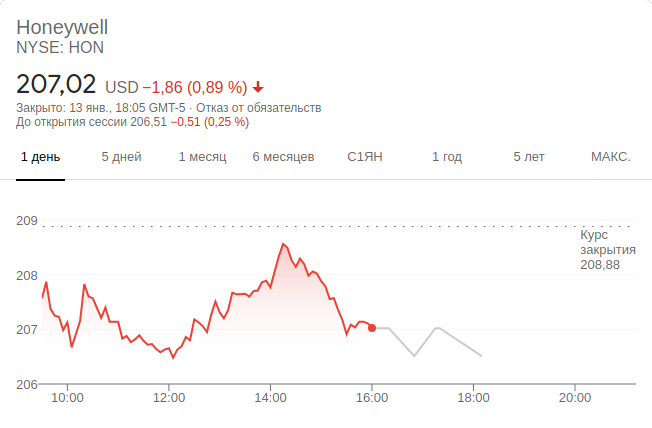 Honeywell
NYSE: HON
207,02 USD −1,86 (0,89 %)
Закрыто: 13 янв., 18:05 GMT-5 · Отказ от обязательств
До открытия сессии 206,51 −0,51 (0,25 %)
1 день 5 дней 1 месяц 6 месяцев С1ЯН 1 год 5 лет МАКС.
209
Курс
закрытия
208,88
208
207
206
10:00 12:00 14:00 16:00 18:00 20:00